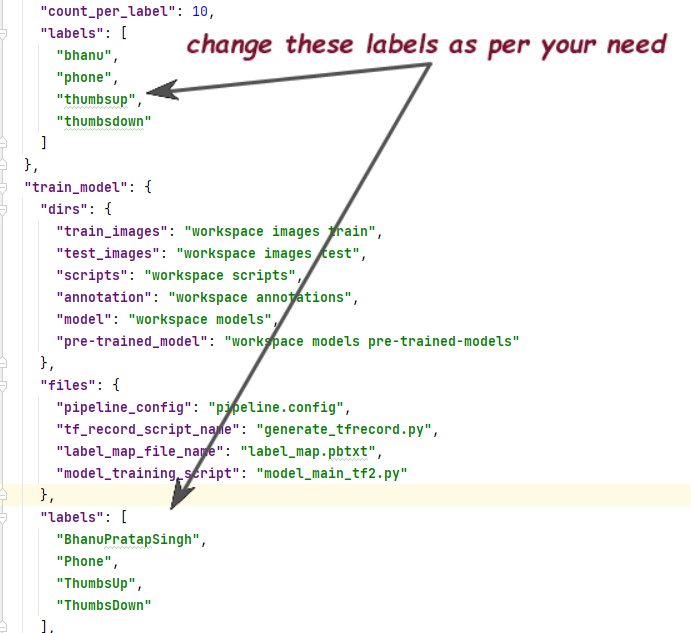 "count_per_label": 10,
"labels": [
change these labels as per your need
"bhanu",
"phone",
"thumbsup",
"thumbsdown"
]
},
"train_model": {
"dirs": {
"train_images": "workspace images train",
"test_images": "workspace images test",
"scripts": "workspace scripts",
"annotation": "workspace annotations",
"model": "workspace models",
"pre-trained_model": "workspace models pre-trained-models"
},
"files": {
"pipeline_config": "pipeline.config",
"tf_record_script_name": "generate_tfrecord.py",
"label_map_file_name": "label_map.pbtxt",
"model_training_script": "model_main_tf2.py"
},
"labels": [
"BhanuPratapSingh",
"Phone",
"ThumbsUp",
"ThumbsDown"
],